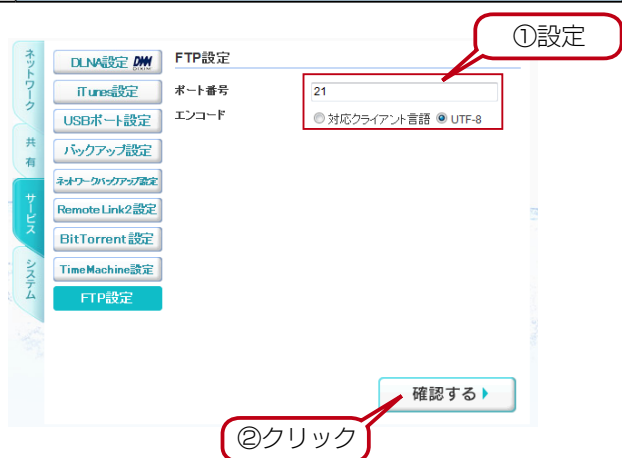 ①設定
ネットワーク
共有
サービス
システム
DLNA設定
iTunes設定
USBポート設定
バックアップ設定
ネットワークバックアップ設定
RemoteLink2設定
BitTorrent設定
TimeMachine設定
FTP設定
FTP設定
ポート番号
21
エンコード
対応クライアント言語 UTF-8
確認する
②クリック